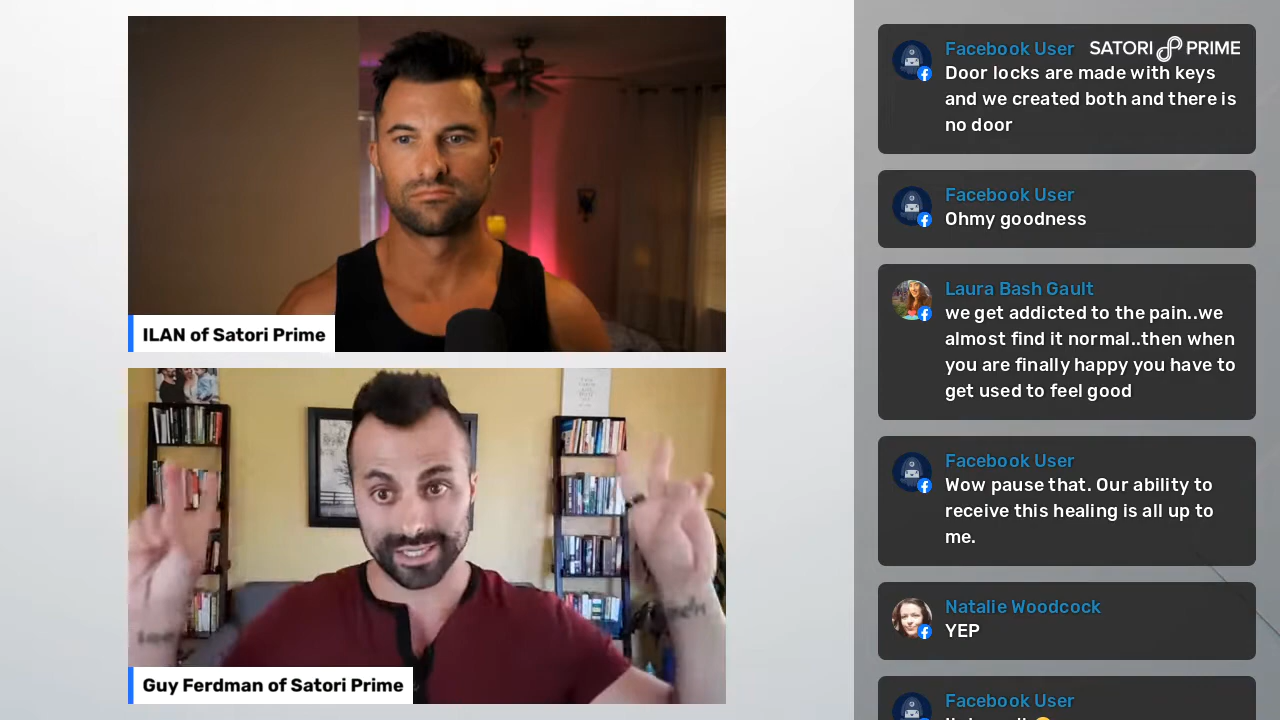 ILAN of Satori Prime
Guy Ferdman of Satori Prime
SATORI PRIME
Facebook User
Door locks are made with keys
and we created both and there is
no door
Facebook User
Ohmy goodness
Laura Bash Gault
we get addicted to the pain..we
almost find it normal..then when
you are finally happy you have to
get used to feel good
Facebook User
Wow pause that. Our ability to
receive this healing is all up to
me.
Natalie Woodcock
YEP
Facebook User